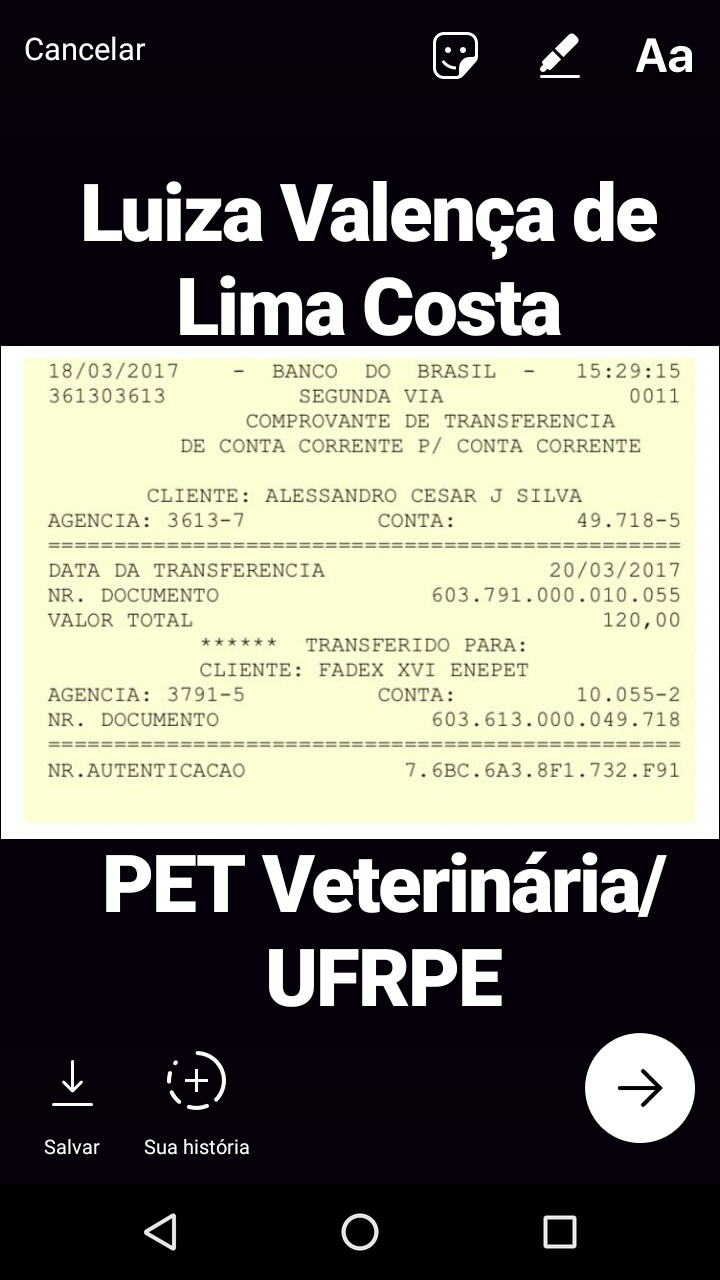 Cancelar
Aa
Luiza Valença de
Lima Costa
18/03/2017 - BANCO DO BRASIL - 15:29:15
361303613 SEGUNDA VIA 0011
COMPROVANTE DE TRANSFERENCIA
DE CONTA CORRENTE P/ CONTA CORRENTE
CLIENTE: ALESSANDRO CESAR J SILVA
AGENCIA: 3613-7 CONTA: 49.718-5
================================================
DATA DA TRANSFERENCIA 20/03/2017
NR. DOCUMENTO 603.791.000.010.055
VALOR TOTAL 120,00
****** TRANSFERIDO PARA:
CLIENTE: FADEX XVI ENEPET
AGENCIA: 3791-5 CONTA: 10.055-2
NR. DOCUMENTO 603.613.000.049.718
================================================
NR.AUTENTICACAO 7.6BC.6A3.8F1.732.F91
PET Veterinária/
UFRPE
Salvar Sua história